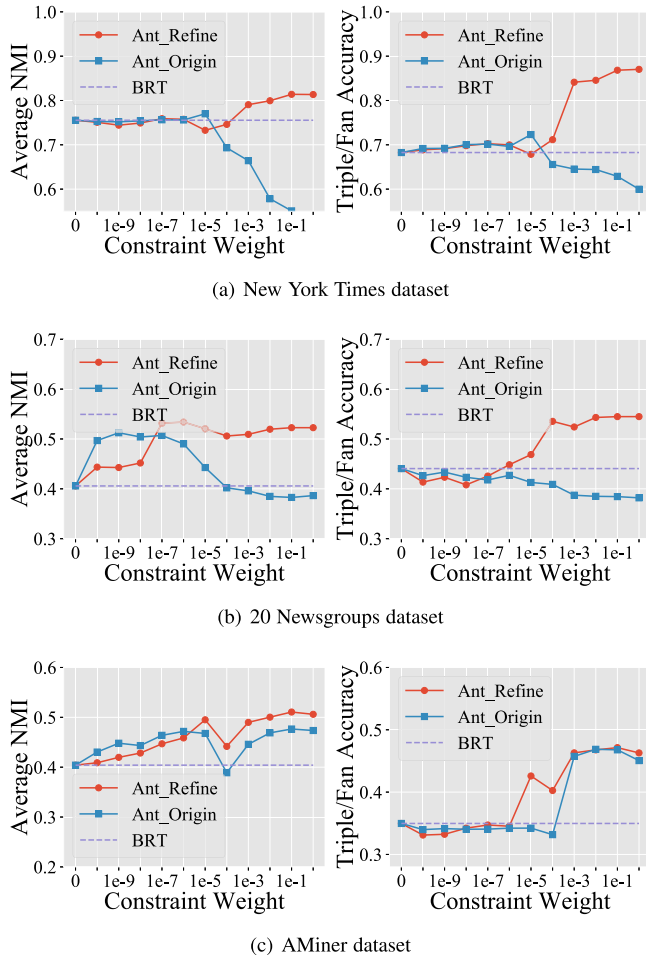 1.0
0.9
0.8
0.7
0.6
Average NMI
Ant_Refine
Ant_Origin
BRT
0 1e-9 1e-7 1e-5 1e-3 1e-1
Constraint Weight
1.0
0.9
0.8
0.7
0.6
Triple/Fan Accuracy
Ant_Refine
Ant_Origin
BRT
0 1e-9 1e-7 1e-5 1e-3 1e-1
Constraint Weight
(a) New York Times dataset
0.7
0.6
0.5
0.4
0.3
Average NMI
Ant_Refine
Ant_Origin
BRT
0 1e-9 1e-7 1e-5 1e-3 1e-1
Constraint Weight
0.7
0.6
0.5
0.4
0.3
Triple/Fan Accuracy
Ant_Refine
Ant_Origin
BRT
0 1e-9 1e-7 1e-5 1e-3 1e-1
Constraint Weight
(b) 20 Newsgroups dataset
0.6
0.5
0.4
0.3
0.2
Average NMI
Ant_Refine
Ant_Origin
BRT
0 1e-9 1e-7 1e-5 1e-3 1e-1
Constraint Weight
0.6
0.5
0.4
0.3
Triple/Fan Accuracy
Ant_Refine
Ant_Origin
BRT
0 1e-9 1e-7 1e-5 1e-3 1e-1
Constraint Weight
(c) AMiner dataset